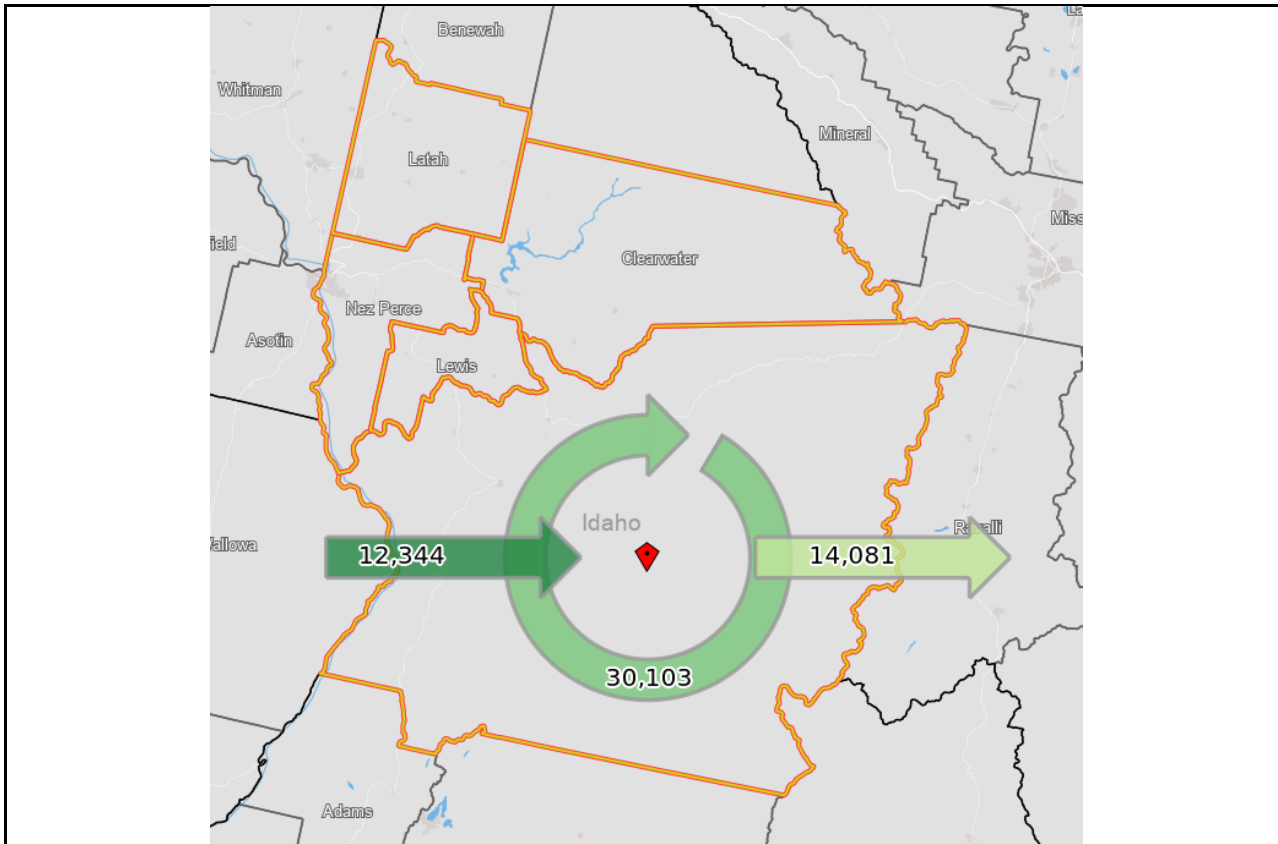 Benewah
Whitman
Mineral
Latah
Miss
ield
Clearwater
Nez Perce
Asotin
Lewis
Idaho
Ravalli
allowa
12,344
14,081
30,103
Adams